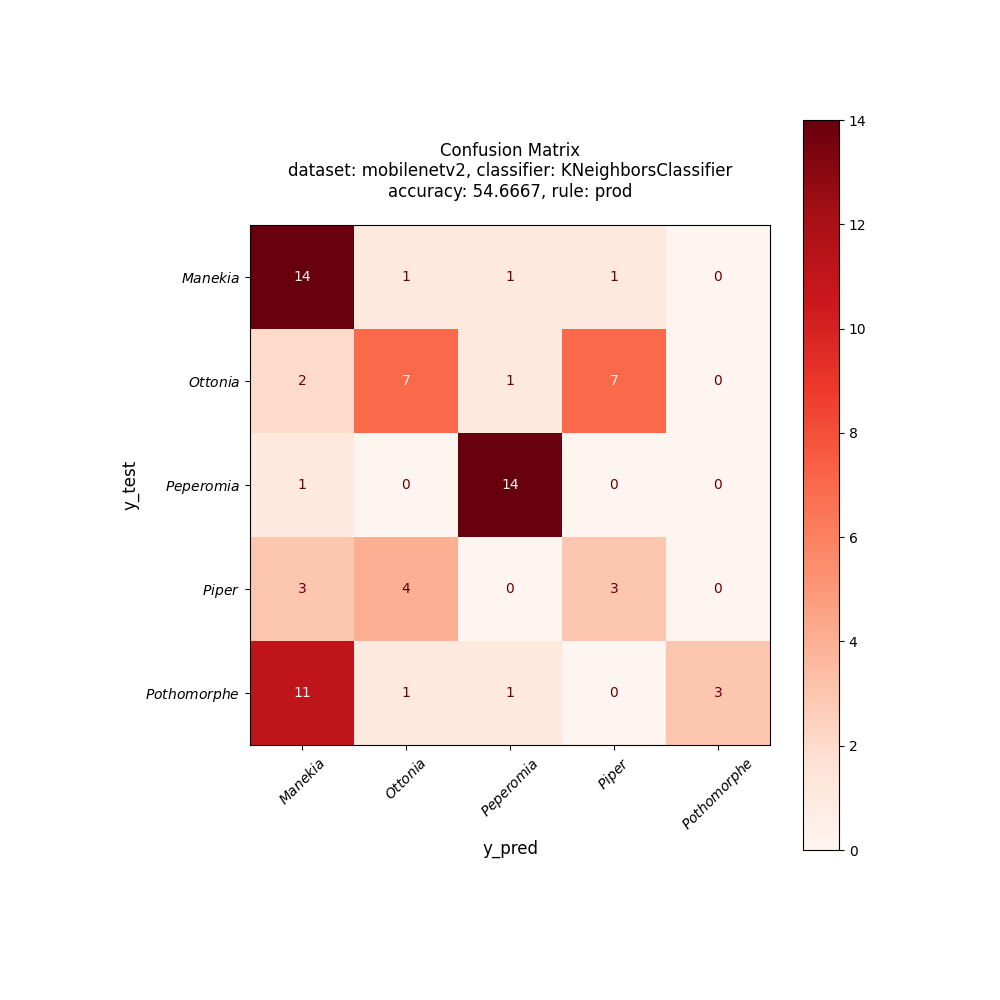 Confusion Matrix
dataset: mobilenetv2, classifier: KNeighborsClassifier
accuracy: 54.6667, rule: prod
y_test
Manekia 14 1 1 1 0
Ottonia 2 7 1 7 0
Peperomia 1 0 14 0 0
Piper 3 4 0 3 0
Pothomorphe 11 1 1 0 3
Manekia Ottonia Peperomia Piper Pothomorphe
y_pred
14
12
10
8
6
4
2
0